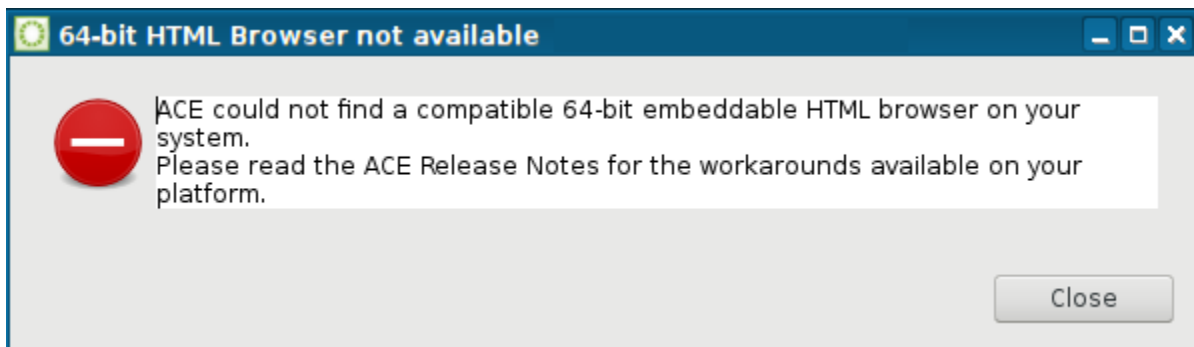 64-bit HTML Browser not available
ACE could not find a compatible 64-bit embeddable HTML browser on your
system.
Please read the ACE Release Notes for the workarounds available on your
platform.
Close